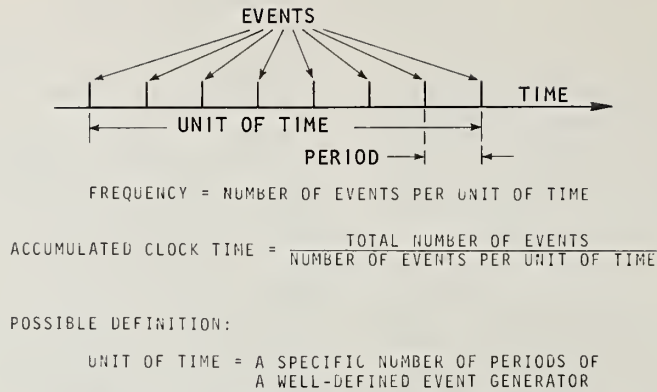 EVENTS
TIME
UNIT OF TIME
PERIOD
FREQUENCY = NUMBER OF EVENTS PER UNIT OF TIME
ACCUMULATED CLOCK TIME = TOTAL NUMBER OF EVENTS
NUMBER OF EVENTS PER UNIT OF TIME
POSSIBLE DEFINITION:
UNIT OF TIME = A SPECIFIC NUMBER OF PERIODS OF
A WELL-DEFINED EVENT GENERATOR